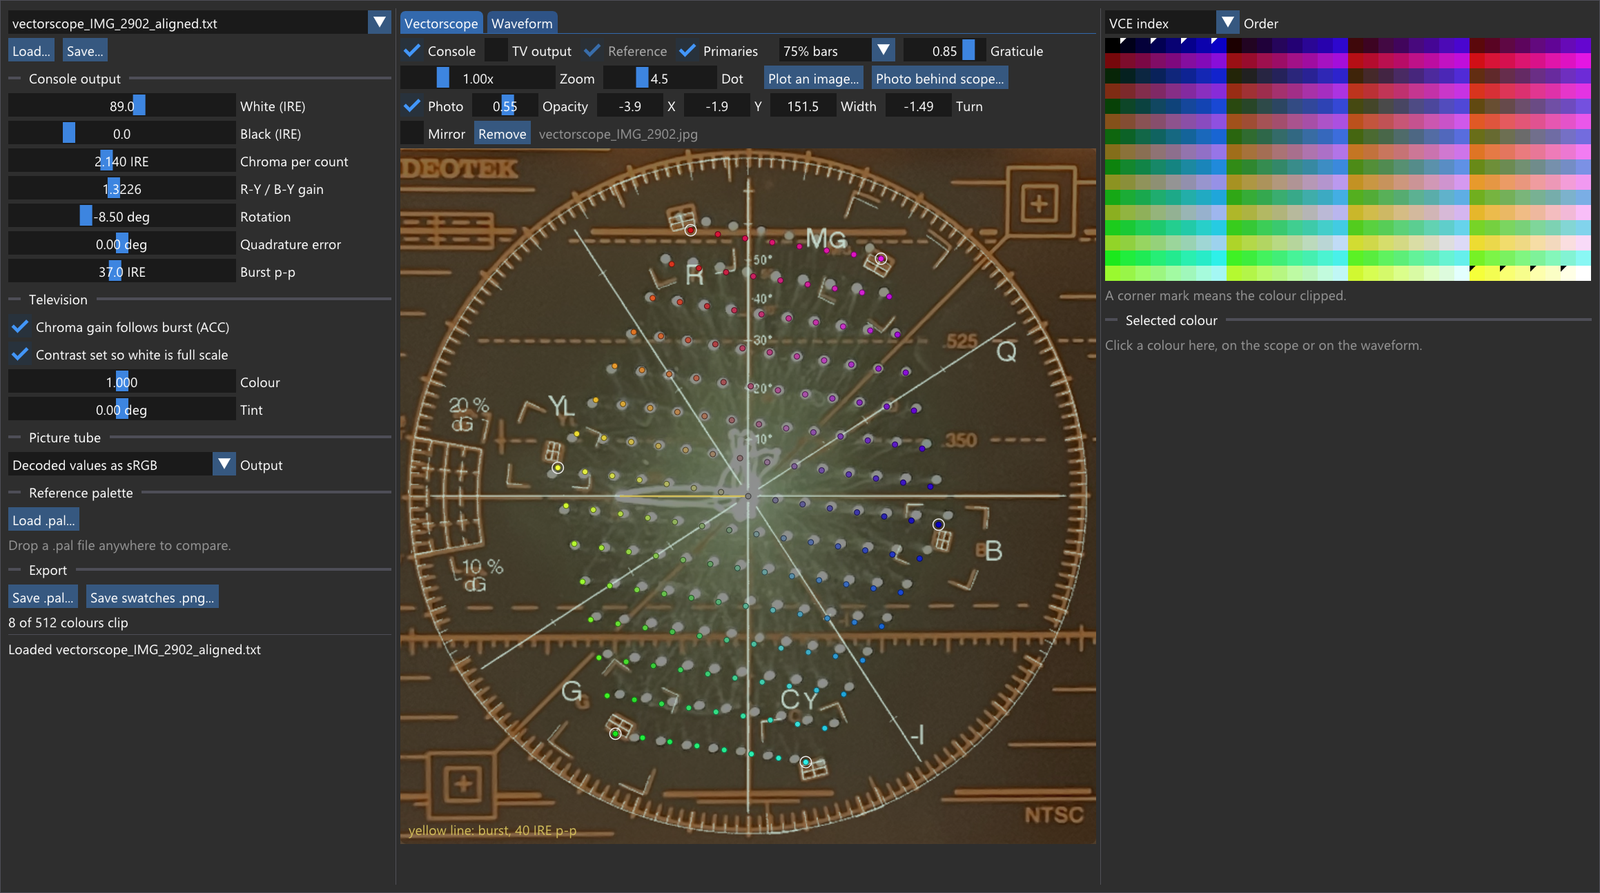 vectorscope_IMG_2902_aligned.txt
Load... Save...
Console output
89.0 White (IRE)
0.0 Black (IRE)
2.140 IRE Chroma per count
1.3226 R-Y / B-Y gain
-8.50 deg Rotation
0.00 deg Quadrature error
37.0 IRE Burst p-p
Television
Chroma gain follows burst (ACC)
Contrast set so white is full scale
1.000 Colour
0.00 deg Tint
Picture tube
Decoded values as sRGB Output
Reference palette
Load .pal...
Drop a .pal file anywhere to compare.
Export
Save .pal... Save swatches .png...
8 of 512 colours clip
Loaded vectorscope_IMG_2902_aligned.txt
Vectorscope Waveform
Console TV output Reference Primaries 75% bars 0.85 Graticule
1.00x Zoom 4.5 Dot Plot an image... Photo behind scope...
Photo 0.55 Opacity -3.9 X -1.9 Y 151.5 Width -1.49 Turn
Mirror Remove vectorscope_IMG_2902.jpg
DEOTEK
MG
50°
R
40°
30°
.525
Q
20°
20 %
dG
YL
10°
.350
B
10 %
dG
G
CY
-I
NTSC
yellow line: burst, 40 IRE p-p
VCE index Order
A corner mark means the colour clipped.
Selected colour
Click a colour here, on the scope or on the waveform.